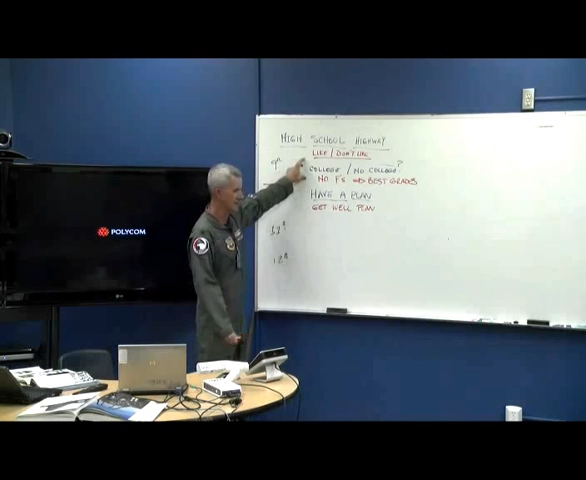 POLYCOM
HIGH SCHOOL HIGHWAY
LIKE / DON'T LIKE
9th
COLLEGE / NO COLLEGE?
NO F's ⇒ BEST GRADES
HAVE A PLAN
GET WELL PLAN
11th
12th